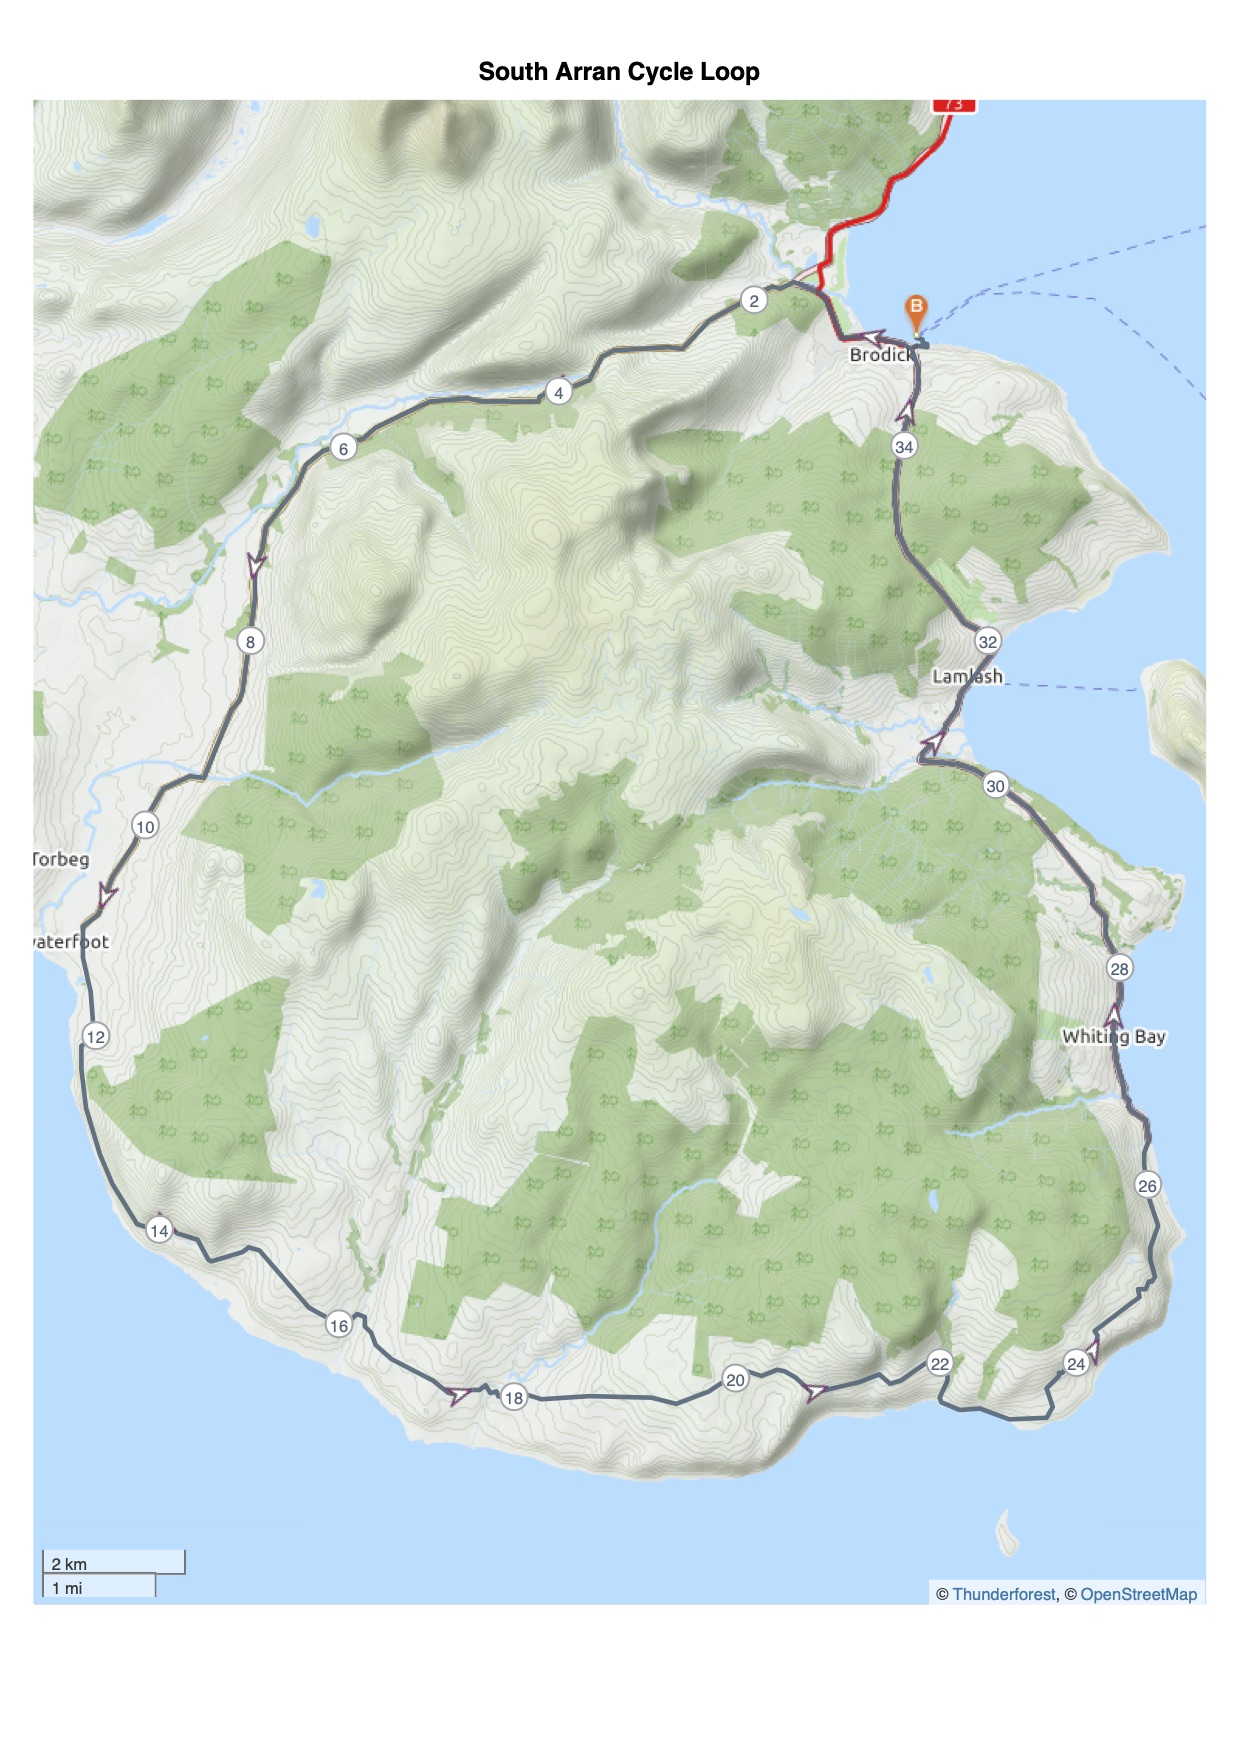 South Arran Cycle Loop
73
B
2
Brodick
4
6
34
8
32
Lamlash
30
10
Torbeg
waterfoot
28
12
Whiting Bay
26
14
16
22
24
20
18
2 km
1 mi
© Thunderforest, © OpenStreetMap